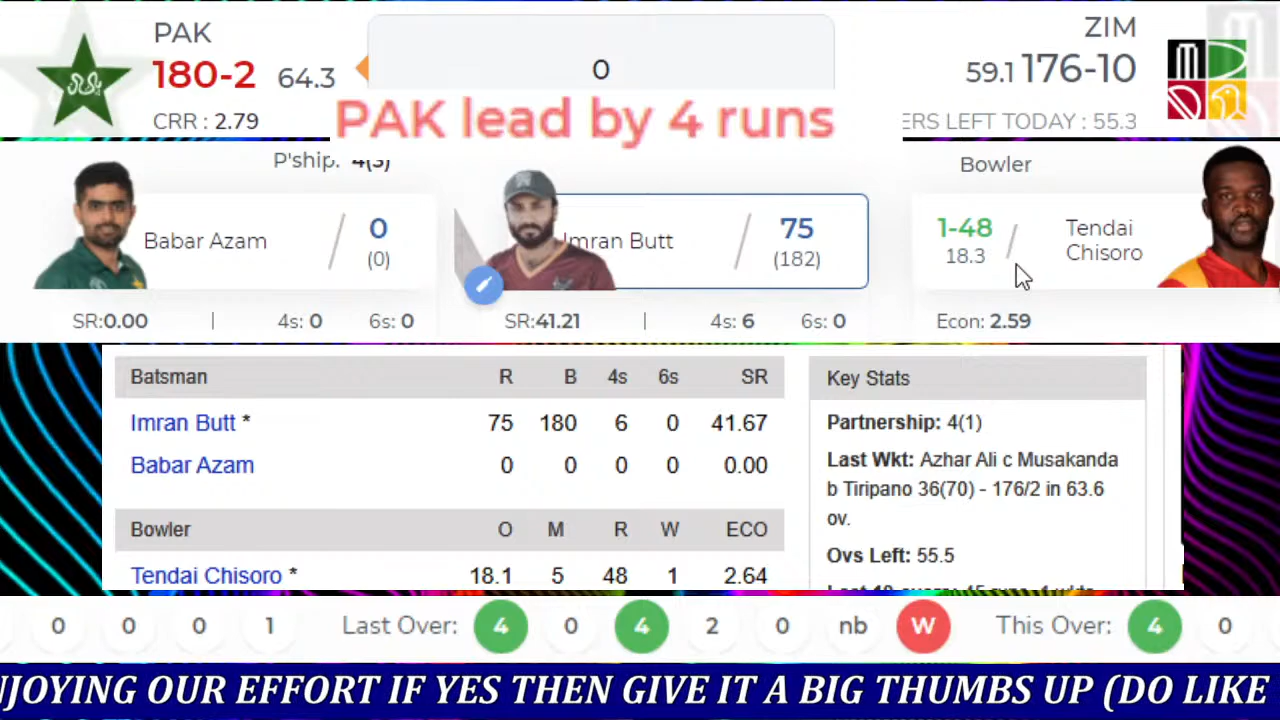 PAK
180-2 64.3
CRR : 2.79
0
PAK lead by 4 runs
ZIM
59.1 176-10
ERS LEFT TODAY : 55.3
P'ship. 4(3)
Babar Azam
0
(0)
SR:0.00 | 4s: 0 6s: 0
Imran Butt
75
(182)
SR:41.21 | 4s: 6 6s: 0
Bowler
1-48
18.3
Tendai
Chisoro
Econ: 2.59
Batsman R B 4s 6s SR
Imran Butt * 75 180 6 0 41.67
Babar Azam 0 0 0 0 0.00
Bowler O M R W ECO
Tendai Chisoro * 18.1 5 48 1 2.64
Key Stats
Partnership: 4(1)
Last Wkt: Azhar Ali c Musakanda
b Tiripano 36(70) - 176/2 in 63.6
ov.
Ovs Left: 55.5
0 0 0 1 Last Over: 4 0 4 2 0 nb W This Over: 4 0
NJOYING OUR EFFORT IF YES THEN GIVE IT A BIG THUMBS UP (DO LIKE